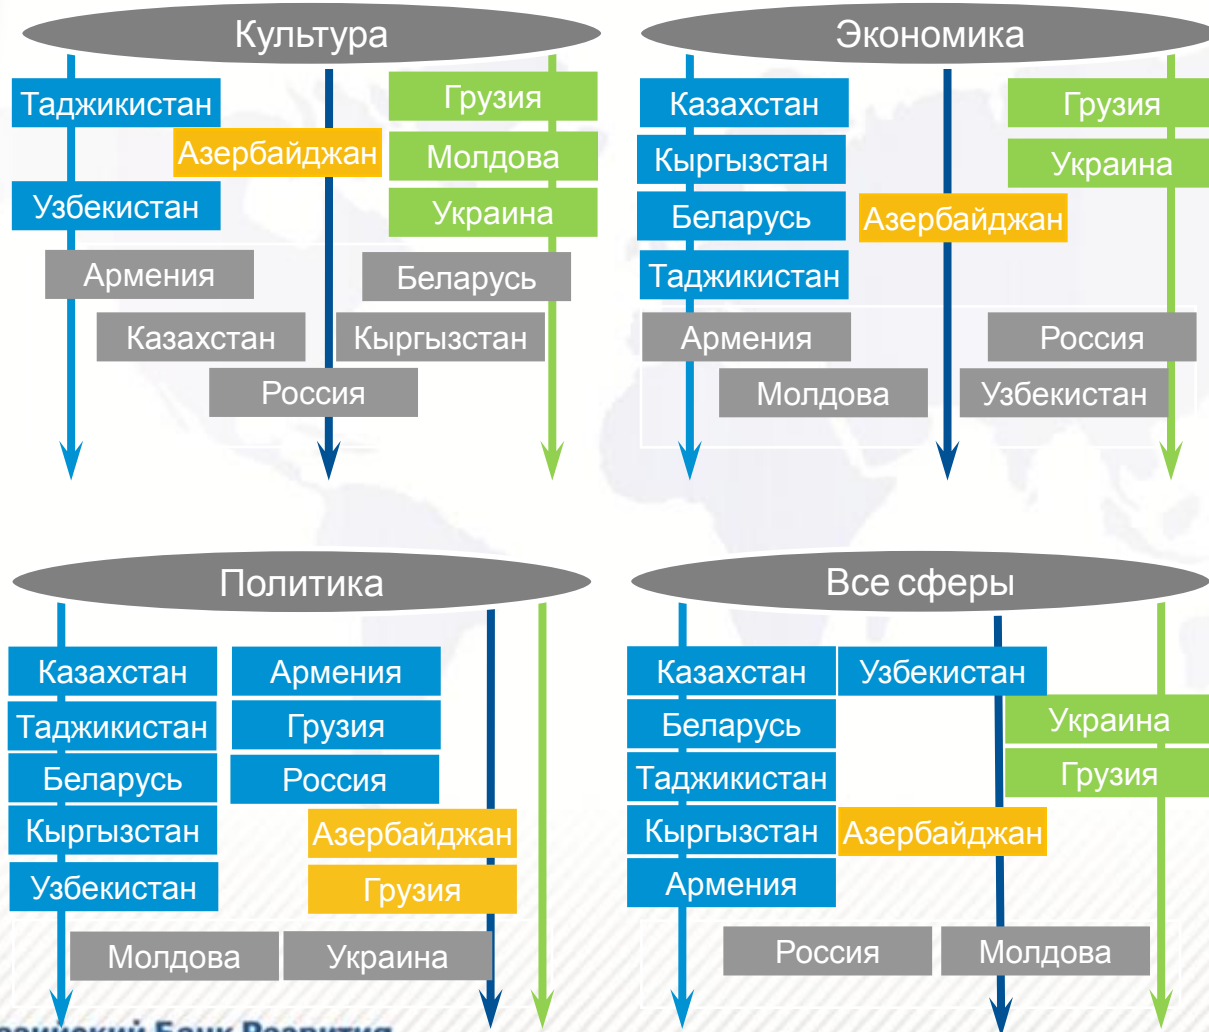 Культура
Таджикистан
Грузия
Азербайджан
Молдова
Узбекистан
Украина
Армения
Беларусь
Казахстан
Кыргызстан
Россия
Экономика
Казахстан
Грузия
Кыргызстан
Украина
Беларусь
Азербайджан
Таджикистан
Армения
Россия
Молдова
Узбекистан
Политика
Казахстан
Армения
Таджикистан
Грузия
Беларусь
Россия
Кыргызстан
Азербайджан
Узбекистан
Грузия
Молдова
Украина
Все сферы
Казахстан
Узбекистан
Беларусь
Украина
Таджикистан
Грузия
Кыргызстан
Азербайджан
Армения
Россия
Молдова
Банк Развития